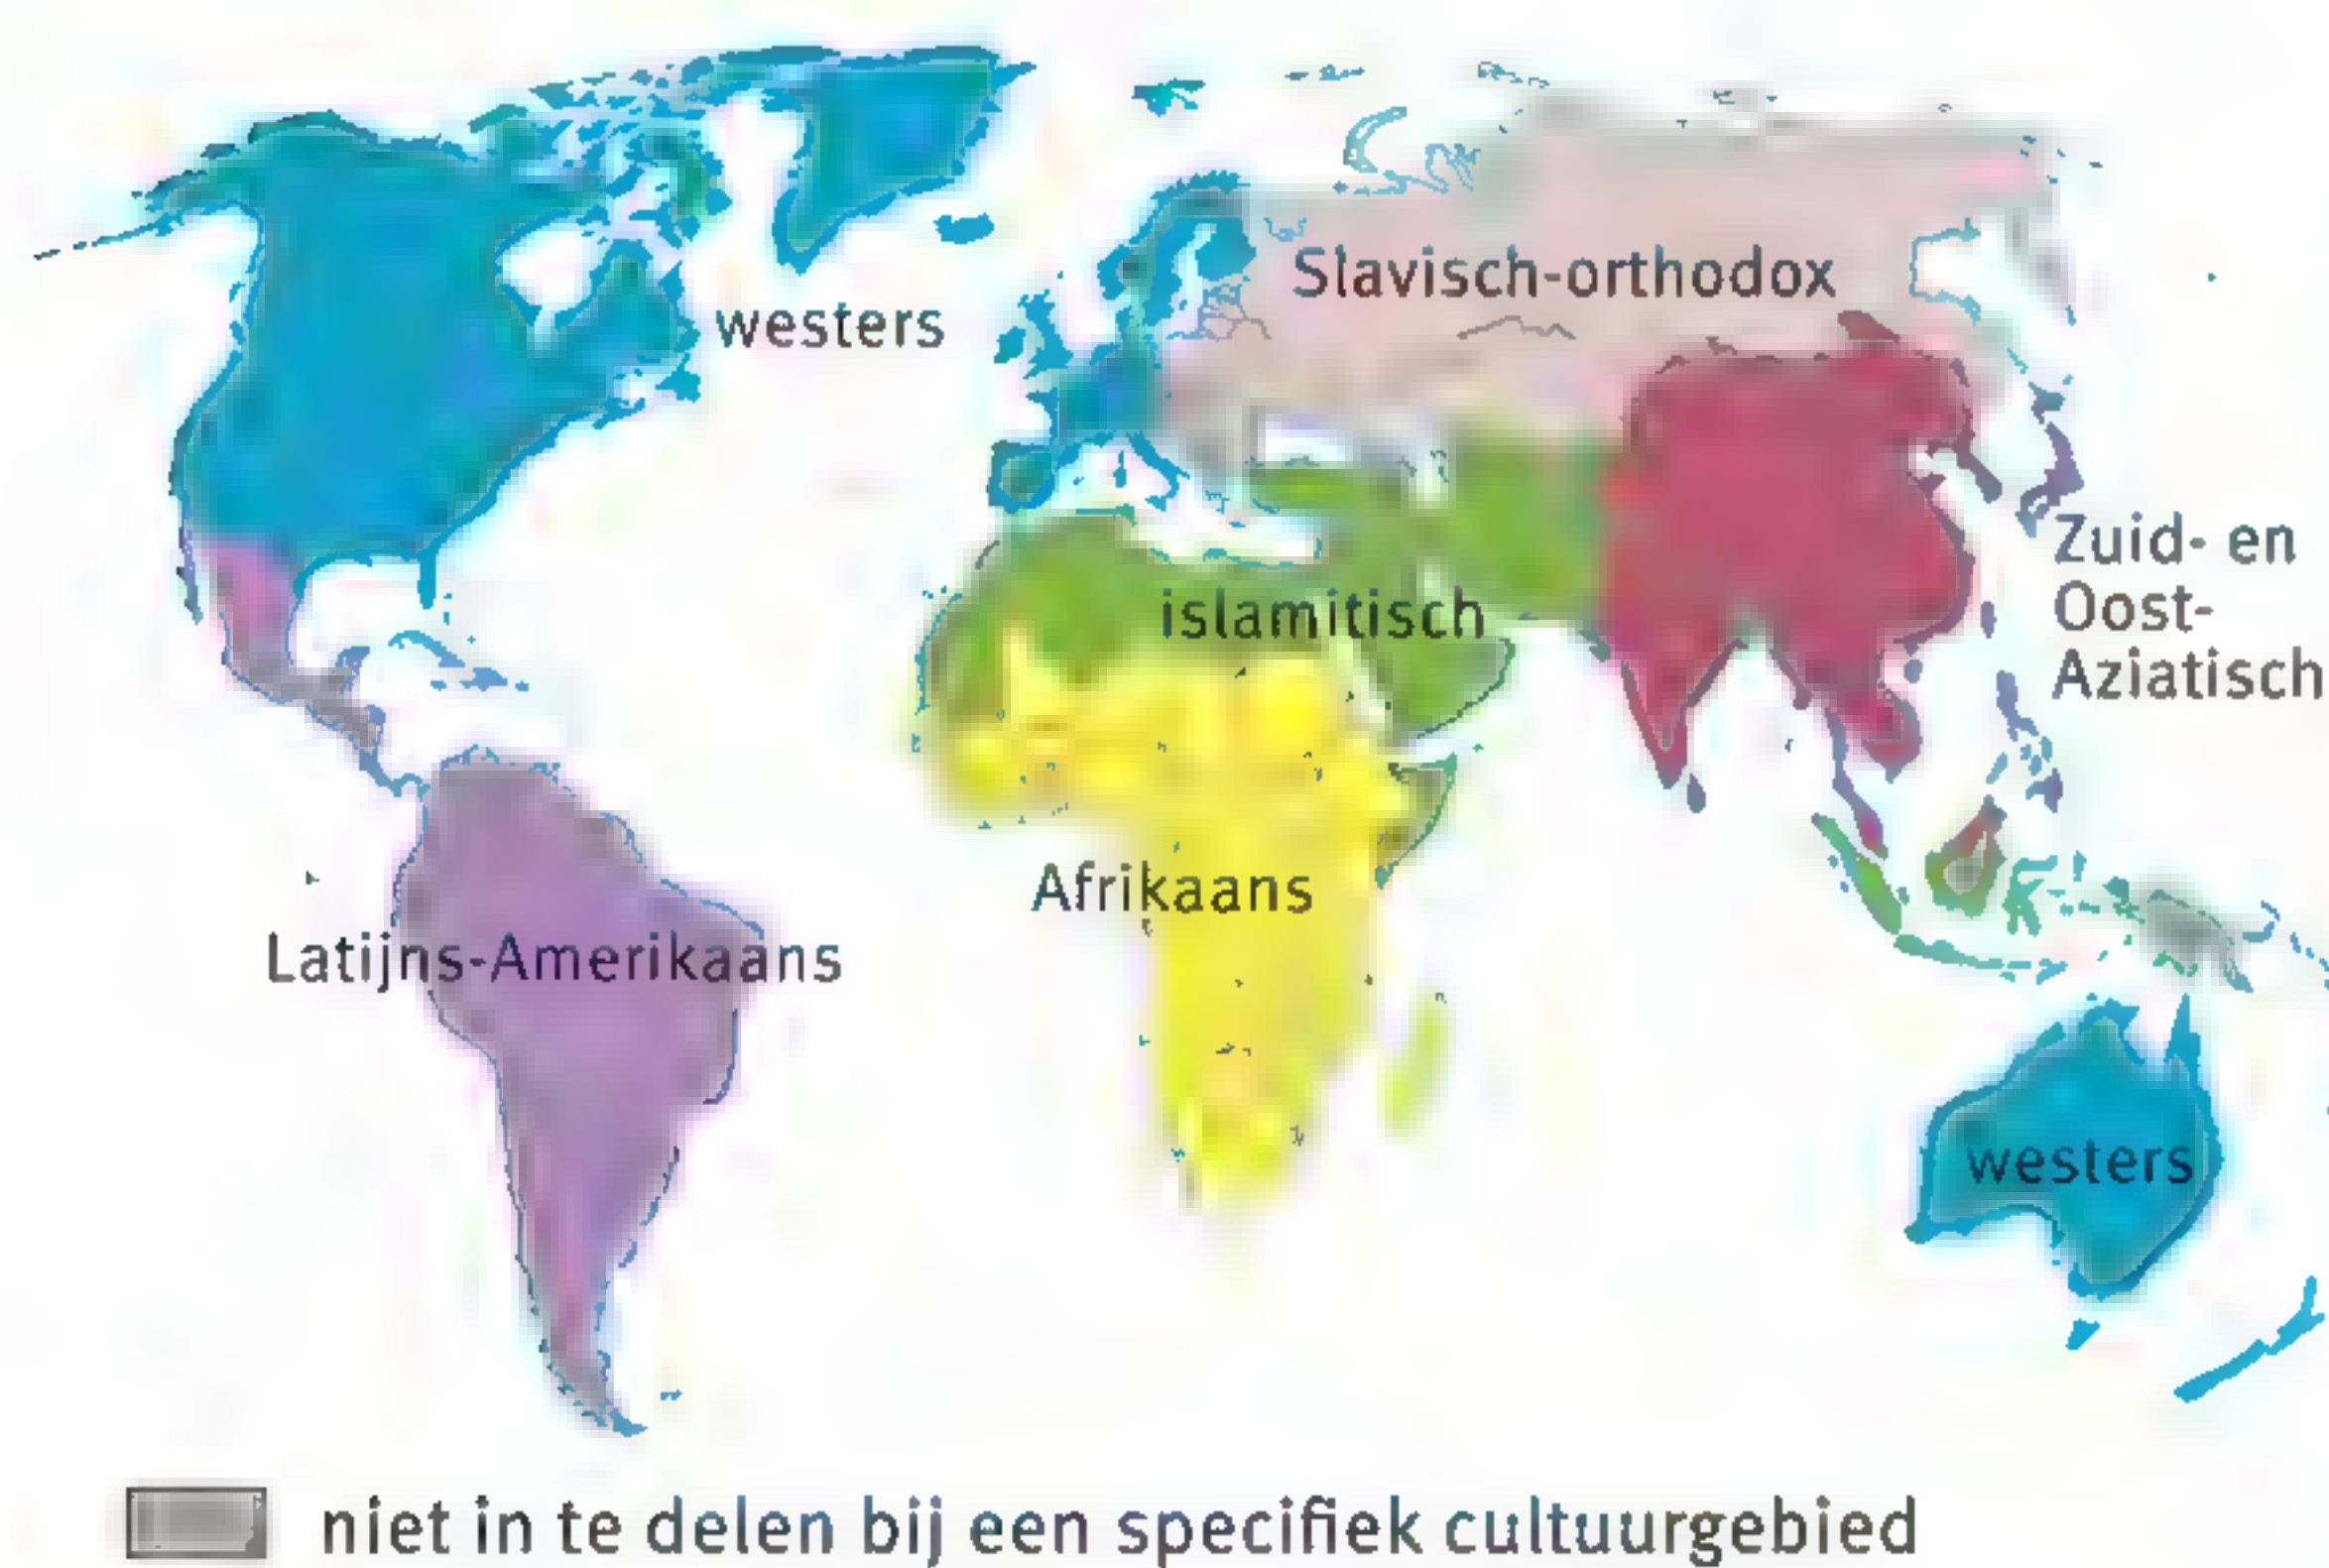 Slavisch-orthodox
westers
Zuid- en
Oost-
Aziatisch
islamitisch
Afrikaans
Latijns-Amerikaans
westers
niet in te delen bij een specifiek cultuurgebied